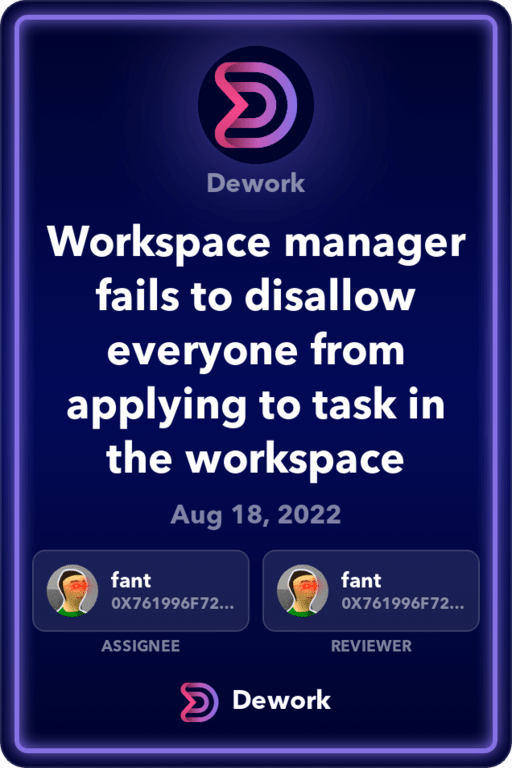 Dework
Workspace manager
fails to disallow
everyone from
applying to task in
the workspace
Aug 18, 2022
fant
0X761996F72...
ASSIGNEE
fant
0X761996F72...
REVIEWER
Dework